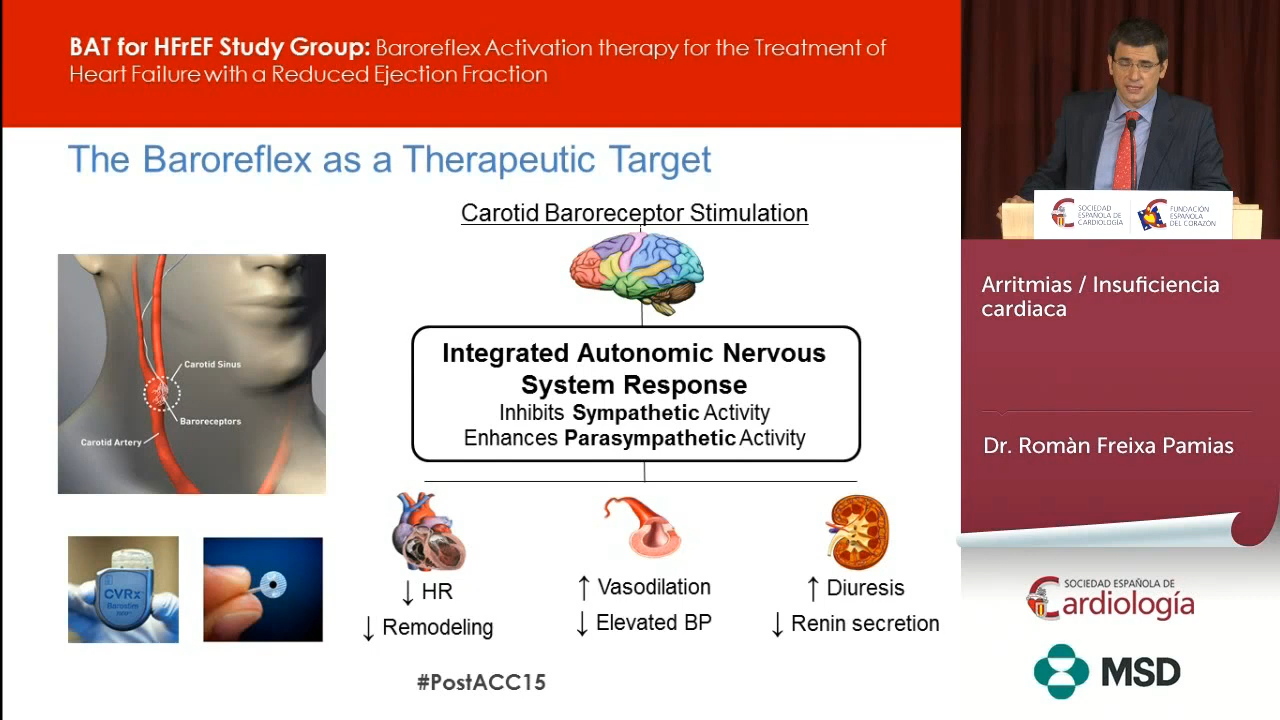 BAT for HFrEF Study Group: Baroreflex Activation therapy for the Treatment of
Heart Failure with a Reduced Ejection Fraction
The Baroreflex as a Therapeutic Target
Carotid Baroreceptor Stimulation
Carotid Sinus
Baroreceptors
Carotid Artery
Integrated Autonomic Nervous
System Response
Inhibits Sympathetic Activity
Enhances Parasympathetic Activity
CVRx
↓ HR
↓ Remodeling
↑ Vasodilation
↓ Elevated BP
↑ Diuresis
↓ Renin secretion
#PostACC15
SOCIEDAD
ESPAÑOLA DE
CARDIOLOGÍA
FUNDACIÓN
ESPAÑOLA
DEL CORAZÓN
Arritmias / Insuficiencia
cardiaca
Dr. Romàn Freixa Pamias
SOCIEDAD ESPAÑOLA DE
Cardiología
MSD